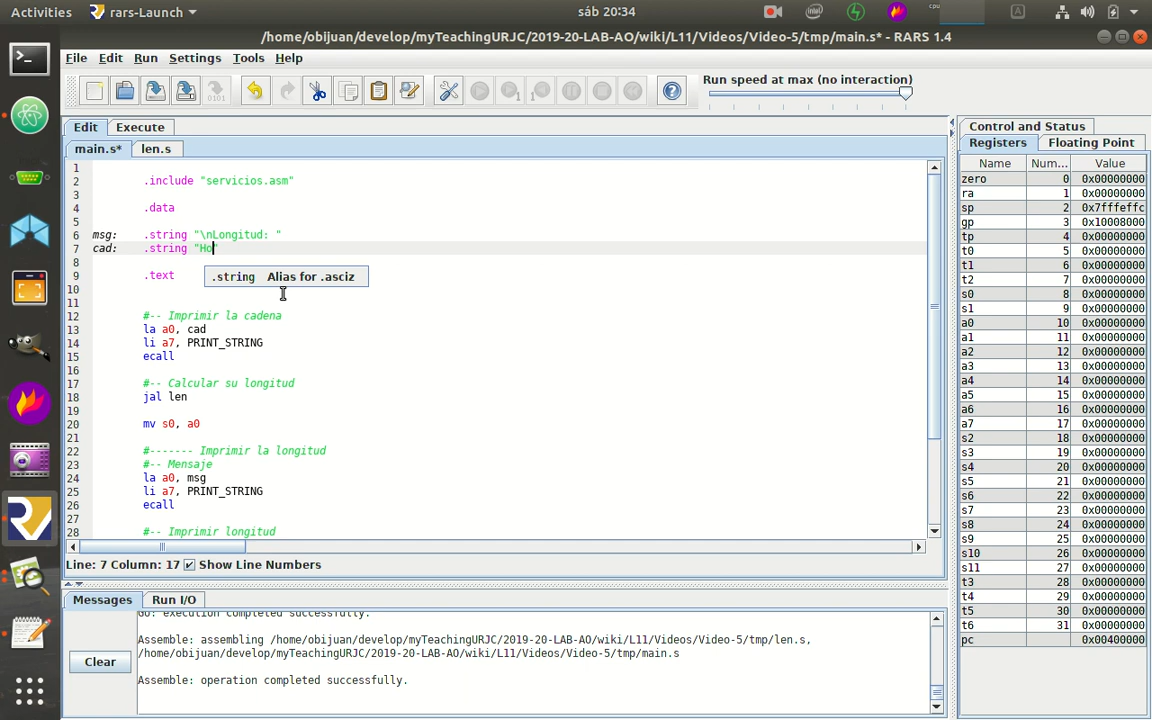 Activities rars-Launch sáb 20:34 cpu A
/home/obijuan/develop/myTeachingURJC/2019-20-LAB-AO/wiki/L11/Videos/Video-5/tmp/main.s* - RARS 1.4
File Edit Run Settings Tools Help
Run speed at max (no interaction)
Edit Execute
main.s* len.s
1
2 .include "servicios.asm"
3
4 .data
5
6 msg: .string "\nLongitud: "
7 cad: .string "Ho"
8
9 .text
.string Alias for .asciz
10
11
12 #-- Imprimir la cadena
13 la a0, cad
14 li a7, PRINT_STRING
15 ecall
16
17 #-- Calcular su longitud
18 jal len
19
20 mv s0, a0
21
22 #------- Imprimir la longitud
23 #-- Mensaje
24 la a0, msg
25 li a7, PRINT_STRING
26 ecall
27
28 #-- Imprimir longitud
Line: 7 Column: 17 Show Line Numbers
Messages Run I/O
Go: execution completed successfully.
Assemble: assembling /home/obijuan/develop/myTeachingURJC/2019-20-LAB-AO/wiki/L11/Videos/Video-5/tmp/len.s,
/home/obijuan/develop/myTeachingURJC/2019-20-LAB-AO/wiki/L11/Videos/Video-5/tmp/main.s
Clear
Assemble: operation completed successfully.
Control and Status
Registers Floating Point
Name Num... Value
zero 0 0x00000000
ra 1 0x00000000
sp 2 0x7fffeffc
gp 3 0x10008000
tp 4 0x00000000
t0 5 0x00000000
t1 6 0x00000000
t2 7 0x00000000
s0 8 0x00000000
s1 9 0x00000000
a0 10 0x00000000
a1 11 0x00000000
a2 12 0x00000000
a3 13 0x00000000
a4 14 0x00000000
a5 15 0x00000000
a6 16 0x00000000
a7 17 0x00000000
s2 18 0x00000000
s3 19 0x00000000
s4 20 0x00000000
s5 21 0x00000000
s6 22 0x00000000
s7 23 0x00000000
s8 24 0x00000000
s9 25 0x00000000
s10 26 0x00000000
s11 27 0x00000000
t3 28 0x00000000
t4 29 0x00000000
t5 30 0x00000000
t6 31 0x00000000
pc 0x00400000